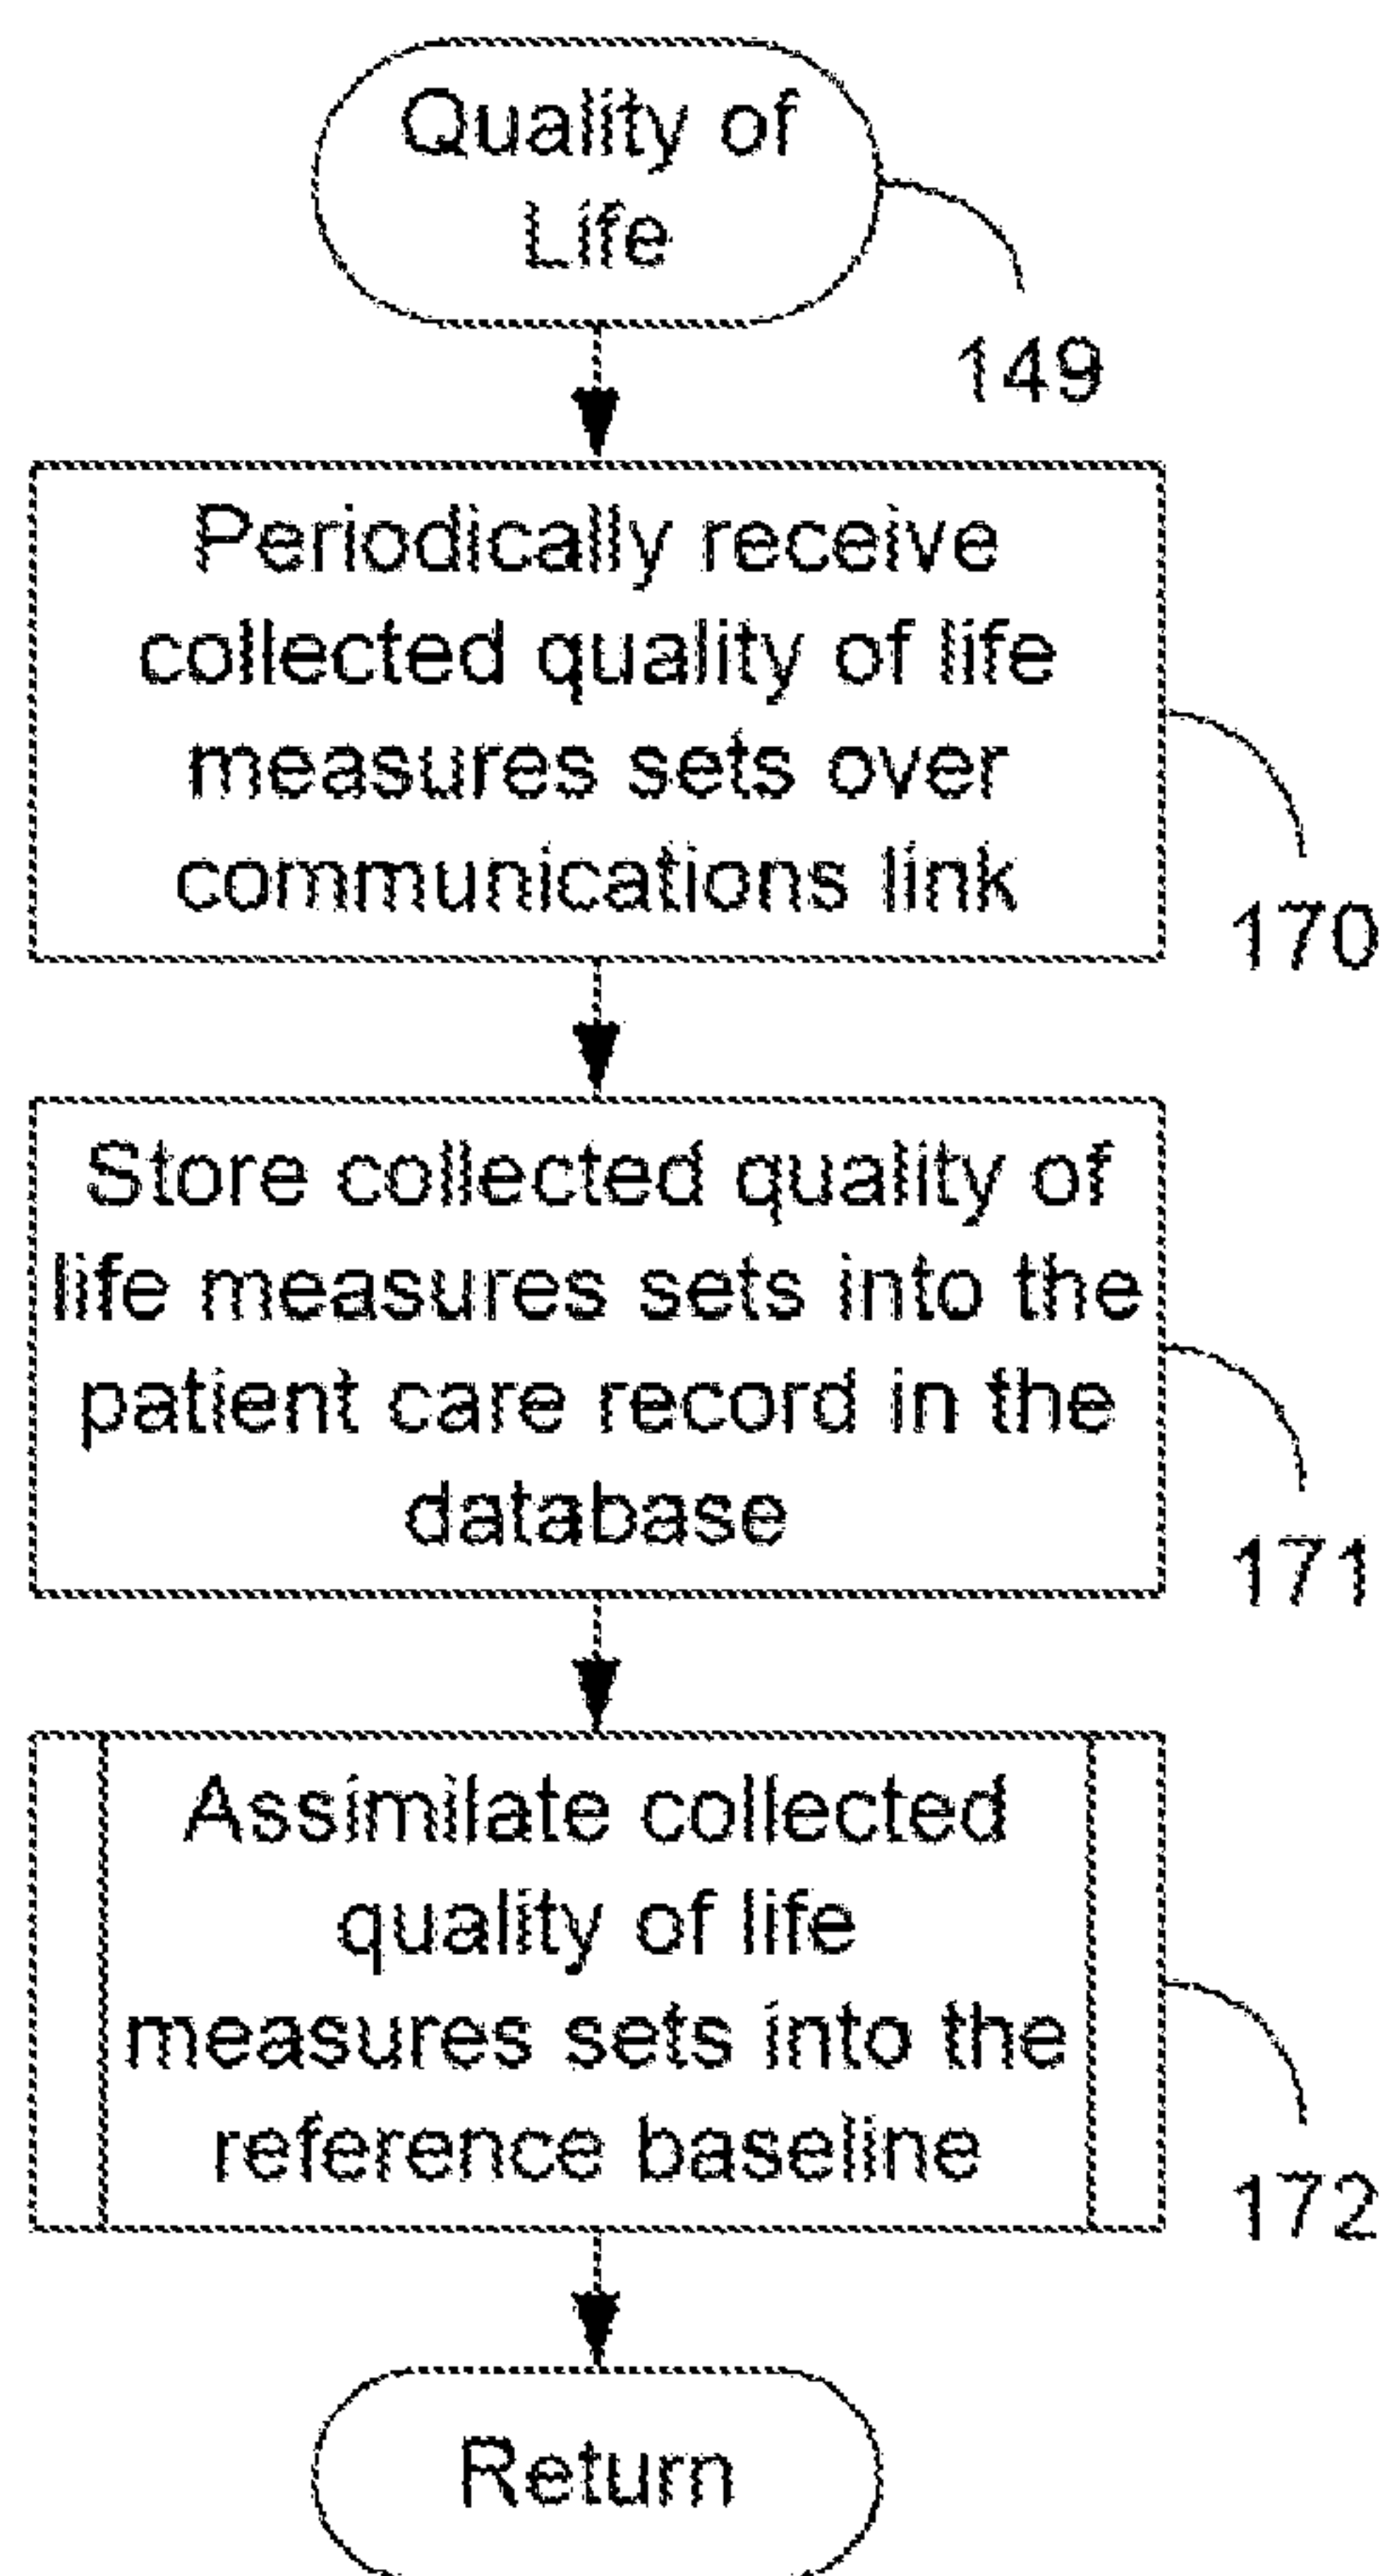 Quality of
Life
149
Periodically receive
collected quality of life
measures sets over
communications link
170
Store collected quality of
life measures sets into the
patient care record in the
database
171
Assimilate collected
quality of life
measures sets into the
reference baseline
172
Return